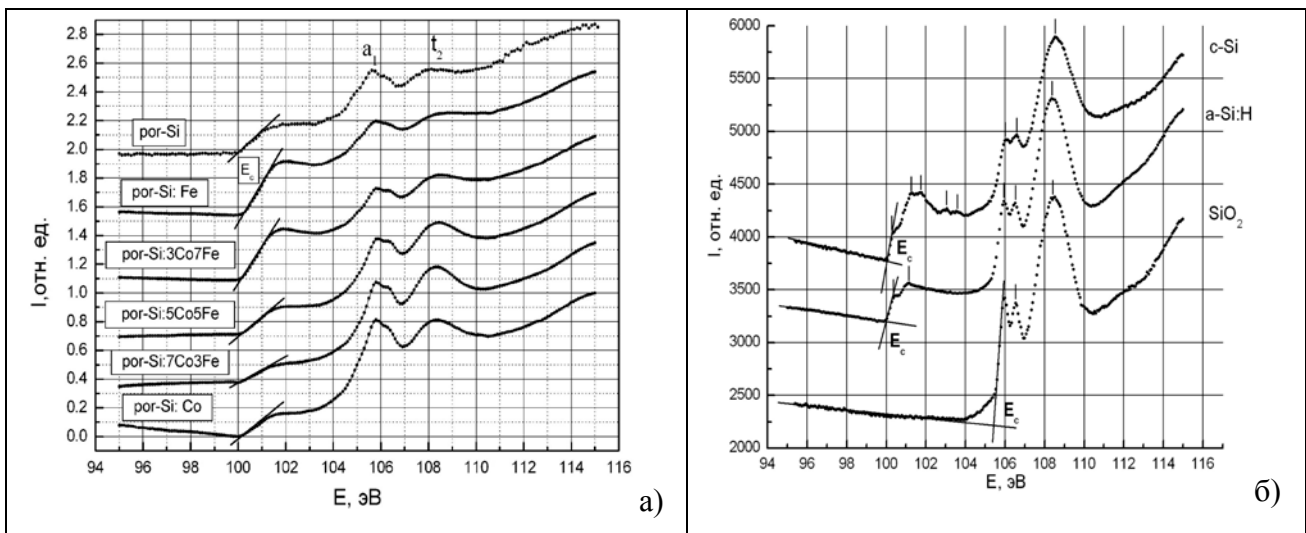 2.8
2.6
2.4
2.2
2.0
1.8
1.6
1.4
1.2
1.0
0.8
0.6
0.4
0.2
0.0
I,отн. ед.
a₁
t₂
por-Si
E_c
por-Si: Fe
por-Si:3Co7Fe
por-Si:5Co5Fe
por-Si:7Co3Fe
por-Si: Co
94 96 98 100 102 104 106 108 110 112 114 116
E, эВ
а)
6000
5500
5000
4500
4000
3500
3000
2500
2000
I, отн. ед.
c-Si
a-Si:H
SiO₂
E_c
E_c
E_c
94 96 98 100 102 104 106 108 110 112 114 116
E, эВ
б)